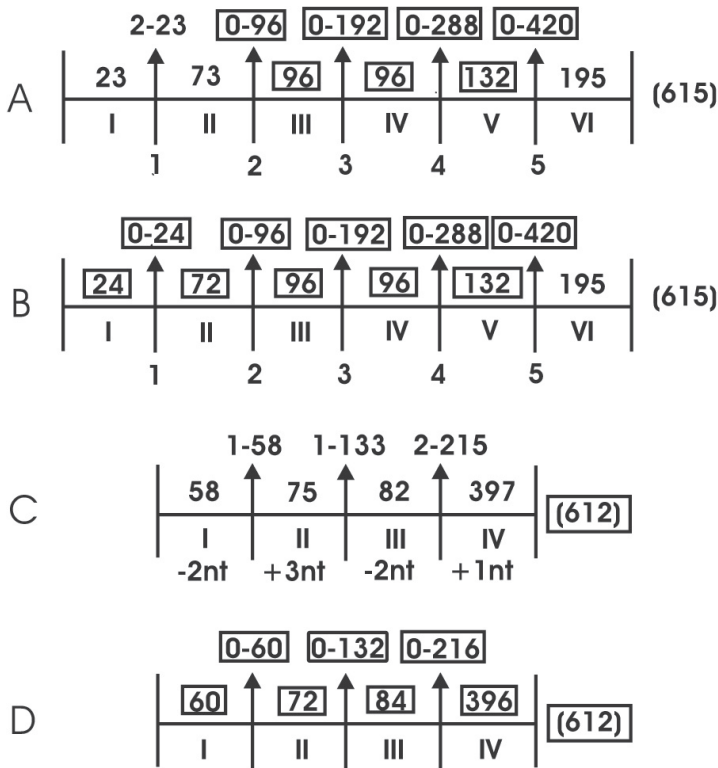 2-23 0-96 0-192 0-288 0-420
A 23 73 96 96 132 195 (615)
I II III IV V VI
1 2 3 4 5
0-24 0-96 0-192 0-288 0-420
B 24 72 96 96 132 195 (615)
I II III IV V VI
1 2 3 4 5
1-58 1-133 2-215
C 58 75 82 397 (612)
I II III IV
-2nt +3nt -2nt +1nt
0-60 0-132 0-216
D 60 72 84 396 (612)
I II III IV